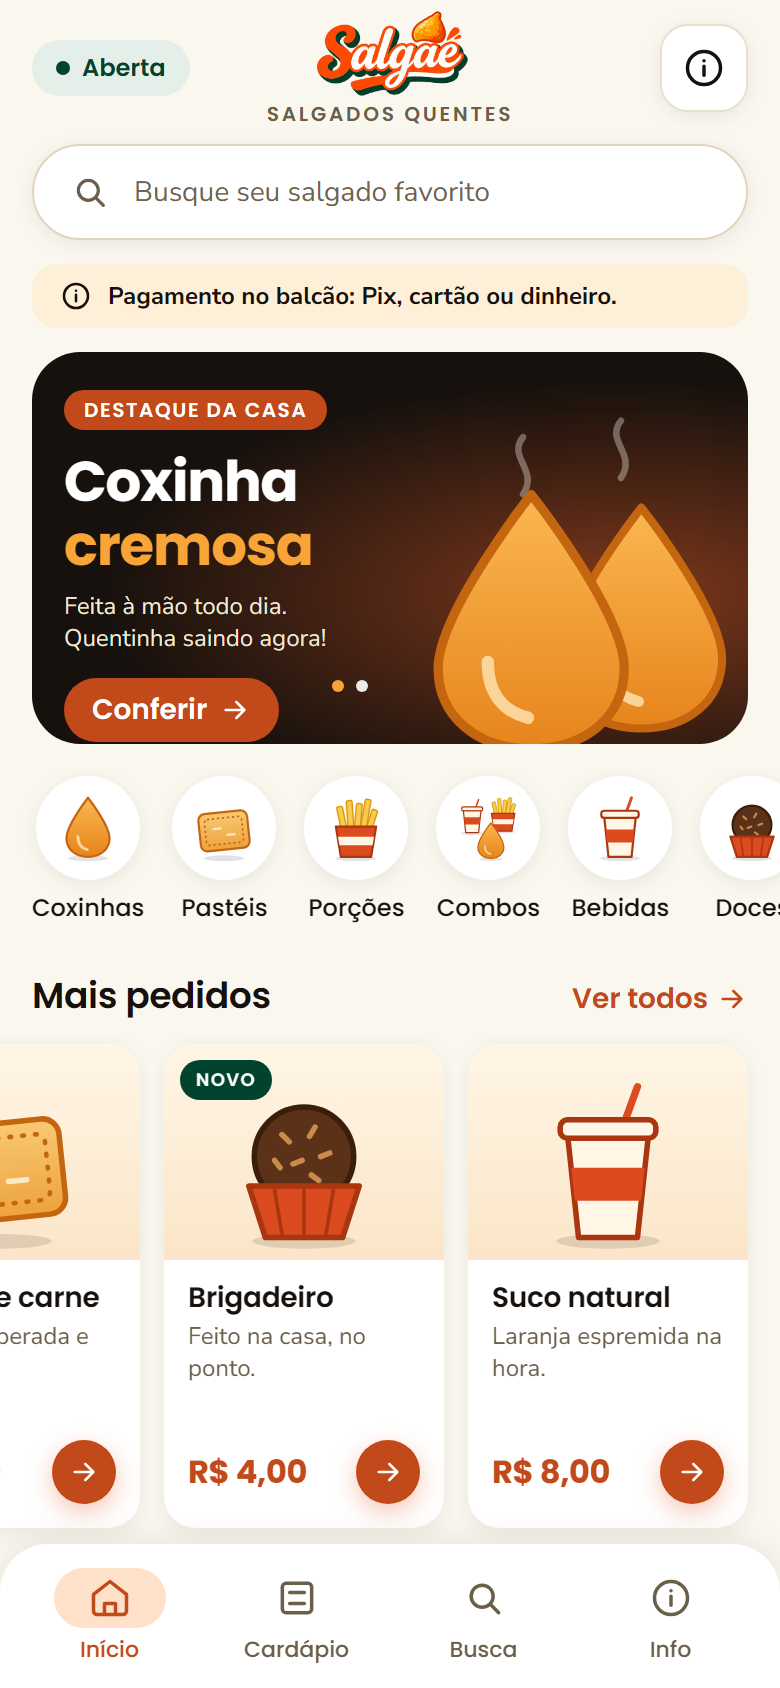 Aberta
Salgaê
SALGADOS QUENTES
Busque seu salgado favorito
Pagamento no balcão: Pix, cartão ou dinheiro.
DESTAQUE DA CASA
Coxinha
cremosa
Feita à mão todo dia.
Quentinha saindo agora!
Conferir
Coxinhas
Pastéis
Porções
Combos
Bebidas
Doces
Mais pedidos
Ver todos
e carne
perada e
NOVO
Brigadeiro
Feito na casa, no
ponto.
R$ 4,00
Suco natural
Laranja espremida na
hora.
R$ 8,00
Início
Cardápio
Busca
Info